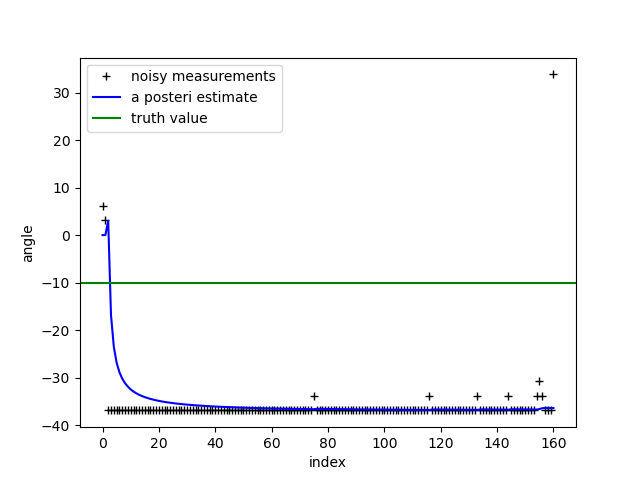 noisy measurements
a posteri estimate
truth value
angle
30
20
10
0
−10
−20
−30
−40
0 20 40 60 80 100 120 140 160
index